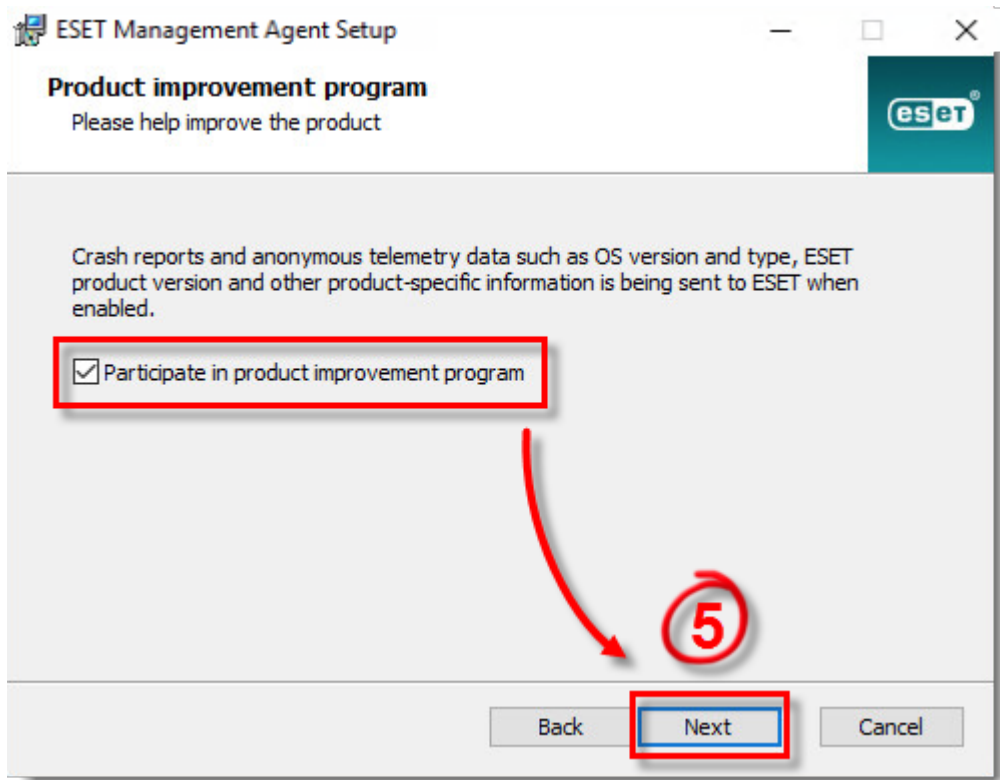 ESET Management Agent Setup
Product improvement program
Please help improve the product
eset®
Crash reports and anonymous telemetry data such as OS version and type, ESET
product version and other product-specific information is being sent to ESET when
enabled.
Participate in product improvement program
5
Back Next Cancel